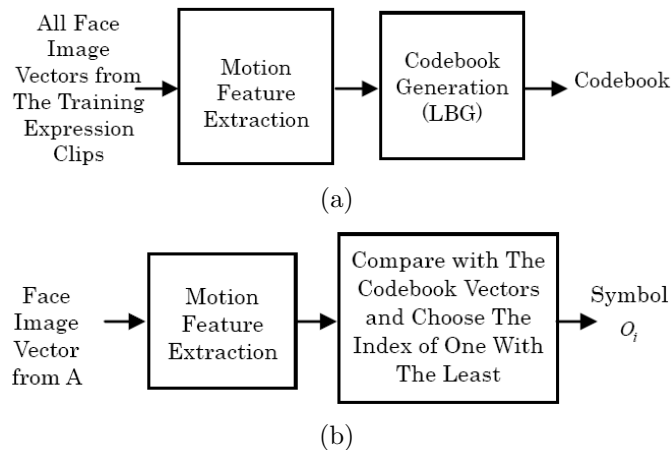 All Face
Image
Vectors from
The Training
Expression
Clips
Motion
Feature
Extraction
Codebook
Generation
(LBG)
Codebook
(a)
Face
Image
Vector
from A
Motion
Feature
Extraction
Compare with The
Codebook Vectors
and Choose The
Index of One With
The Least
Symbol
O_i
(b)